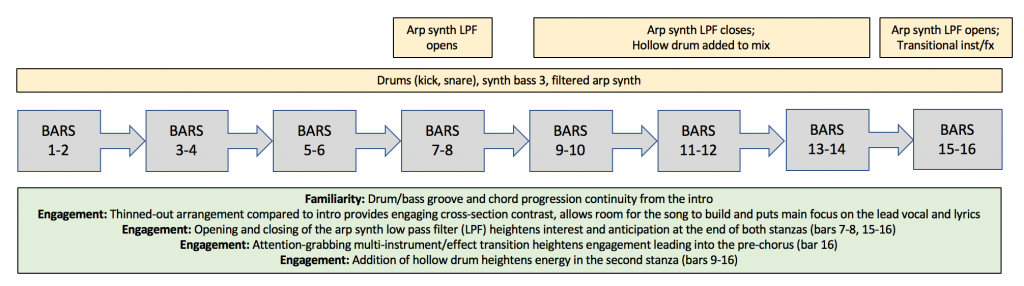 Arp synth LPF
opens
Arp synth LPF closes;
Hollow drum added to mix
Arp synth LPF opens;
Transitional inst/fx
Drums (kick, snare), synth bass 3, filtered arp synth
BARS
1-2
BARS
3-4
BARS
5-6
BARS
7-8
BARS
9-10
BARS
11-12
BARS
13-14
BARS
15-16
Familiarity: Drum/bass groove and chord progression continuity from the intro
Engagement: Thinned-out arrangement compared to intro provides engaging cross-section contrast, allows room for the song to build and puts main focus on the lead vocal and lyrics
Engagement: Opening and closing of the arp synth low pass filter (LPF) heightens interest and anticipation at the end of both stanzas (bars 7-8, 15-16)
Engagement: Attention-grabbing multi-instrument/effect transition heightens engagement leading into the pre-chorus (bar 16)
Engagement: Addition of hollow drum heightens energy in the second stanza (bars 9-16)